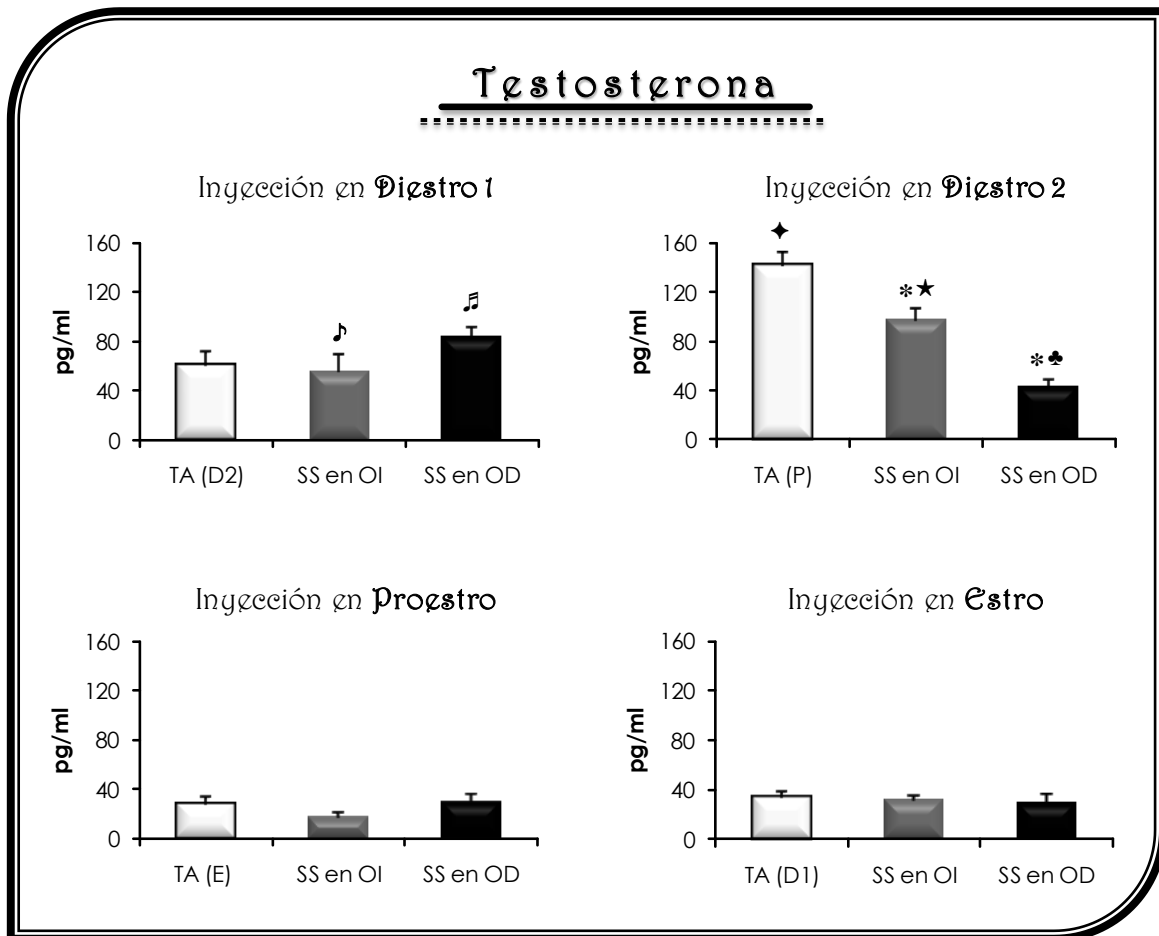 Testosterona
Inyección en Diestro 1
Inyección en Diestro 2
160
120
80
40
0
pg/ml
♪
♬
TA (D2) SS en OI SS en OD
160
120
80
40
0
pg/ml
✦
*★
*♣
TA (P) SS en OI SS en OD
Inyección en Proestro
Inyección en Estro
160
120
80
40
0
pg/ml
TA (E) SS en OI SS en OD
160
120
80
40
0
pg/ml
TA (D1) SS en OI SS en OD